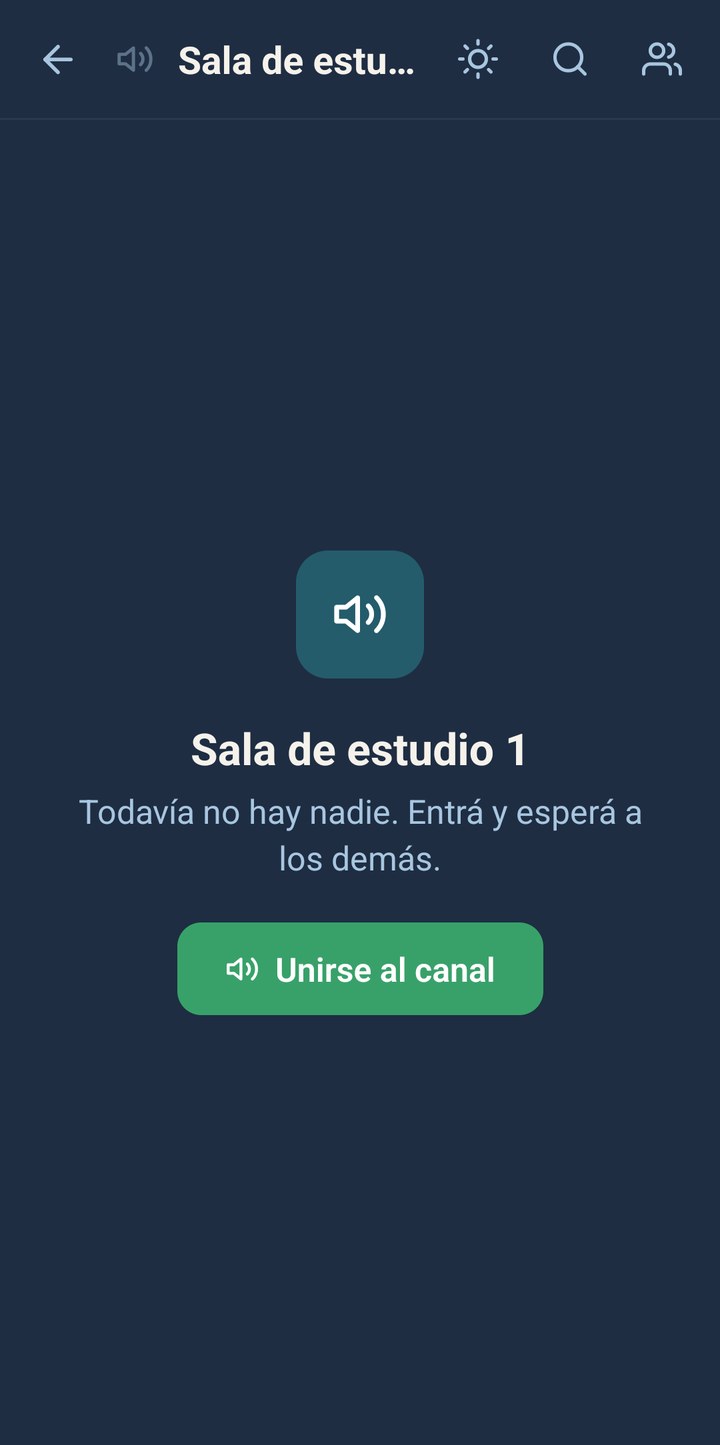 Sala de estu...
Sala de estudio 1
Todavía no hay nadie. Entrá y esperá a
los demás.
Unirse al canal